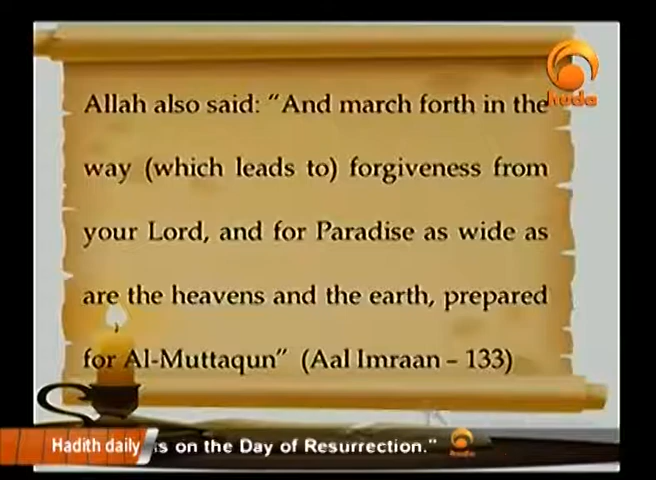 Allah also said: “And march forth in the
way (which leads to) forgiveness from
your Lord, and for Paradise as wide as
are the heavens and the earth, prepared
for Al-Muttaqun” (Aal Imraan – 133)
huda
Hadith daily
is on the Day of Resurrection.”
huda